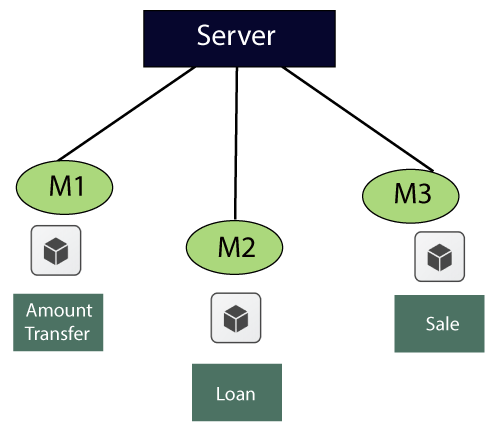 Server
M1
M2
M3
Amount
Transfer
Loan
Sale